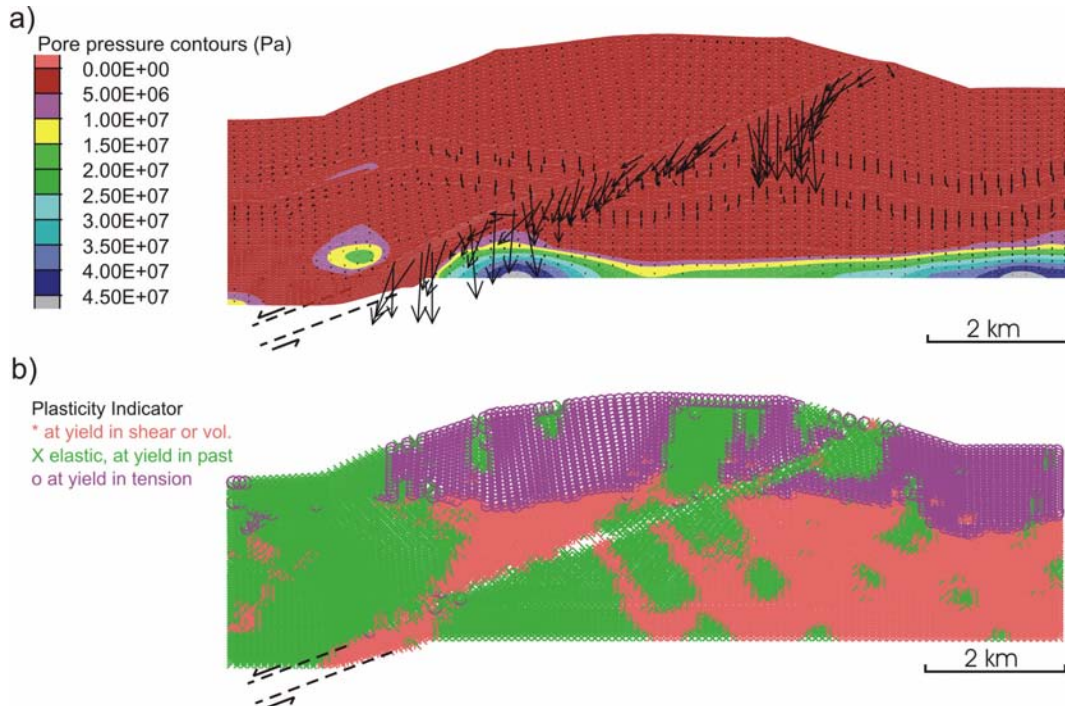 a)
Pore pressure contours (Pa)
0.00E+00
5.00E+06
1.00E+07
1.50E+07
2.00E+07
2.50E+07
3.00E+07
3.50E+07
4.00E+07
4.50E+07
2 km
b)
Plasticity Indicator
* at yield in shear or vol.
X elastic, at yield in past
o at yield in tension
2 km